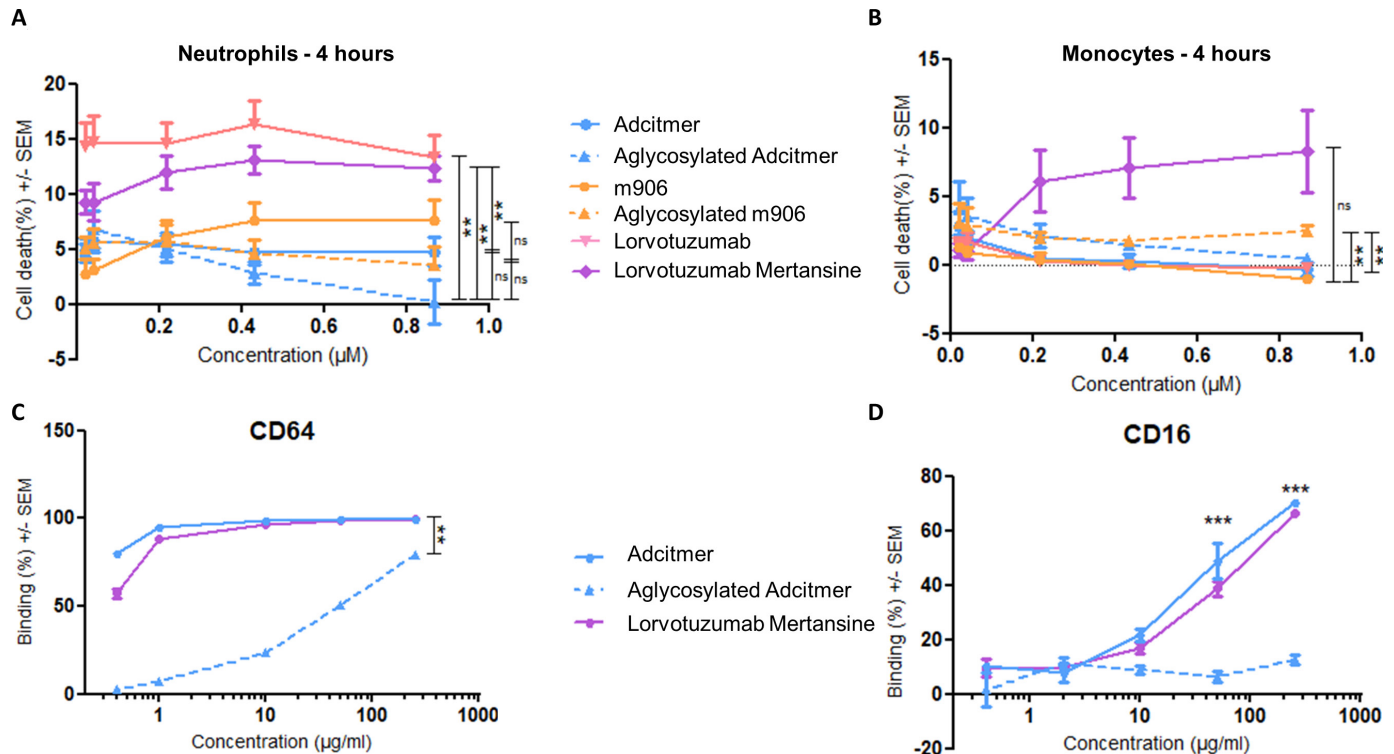 A
Neutrophils - 4 hours
Cell death(%) +/- SEM
20
15
10
5
0
-5
0.2
0.4
0.6
0.8
1.0
Concentration (µM)
**
**
**
ns
ns
ns
Adcitmer
Aglycosylated Adcitmer
m906
Aglycosylated m906
Lorvotuzumab
Lorvotuzumab Mertansine
B
Monocytes - 4 hours
Cell death(%) +/- SEM
15
10
5
0
-5
0.0
0.2
0.4
0.6
0.8
1.0
Concentration (µM)
ns
**
**
C
CD64
Binding (%) +/- SEM
150
100
50
0
1
10
100
1000
Concentration (µg/ml)
**
Adcitmer
Aglycosylated Adcitmer
Lorvotuzumab Mertansine
D
CD16
Binding (%) +/- SEM
80
60
40
20
0
-20
1
10
100
1000
Concentration (µg/ml)
***
***